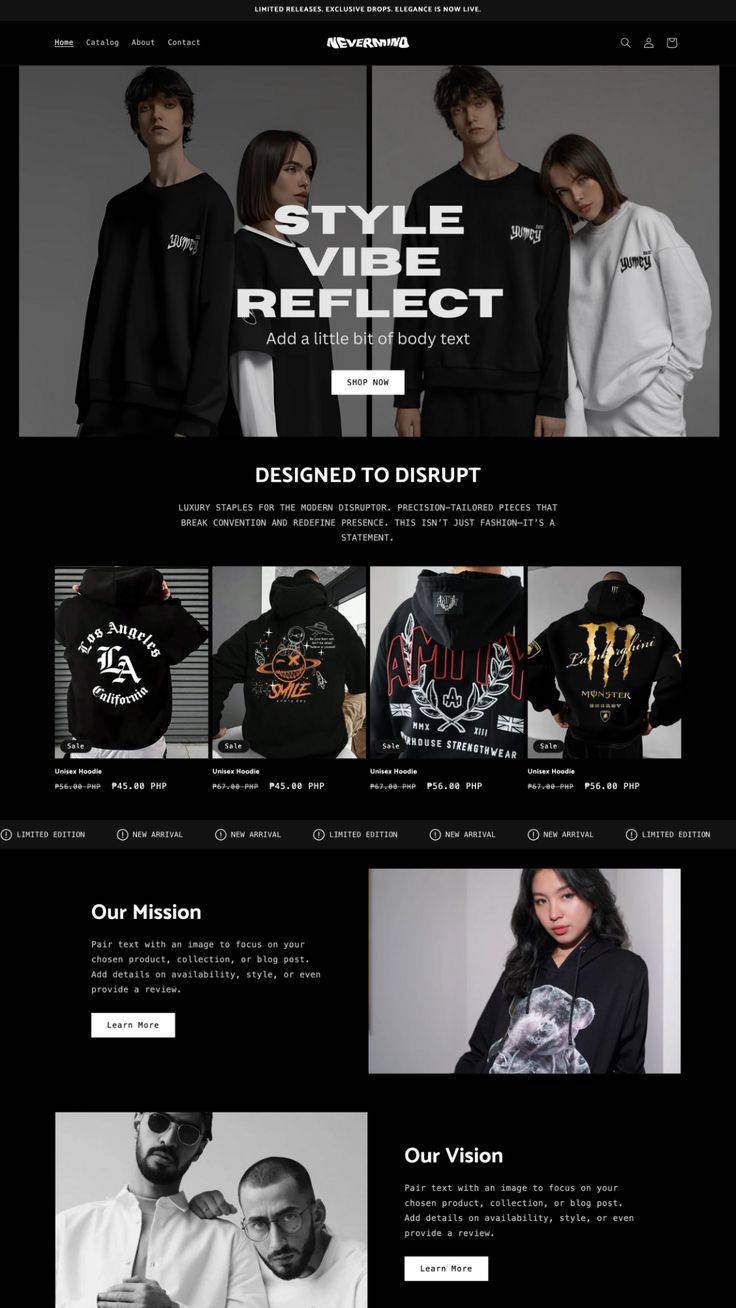 LIMITED RELEASES. EXCLUSIVE DROPS. ELEGANCE IS NOW LIVE.
Home Catalog About Contact
NEVERMIND
YUMEY
YUMEY
YUMEY
STYLE
VIBE
REFLECT
Add a little bit of body text
SHOP NOW
DESIGNED TO DISRUPT
LUXURY STAPLES FOR THE MODERN DISRUPTOR. PRECISION-TAILORED PIECES THAT
BREAK CONVENTION AND REDEFINE PRESENCE. THIS ISN'T JUST FASHION—IT'S A
STATEMENT.
Los Angeles
LA
California
Sale
SMILE
Sale
AMITY
MMX XIII
RHOUSE STRENGTHWEAR
Sale
Lamborghini
MONSTER
ENERGY
Sale
Unisex Hoodie
₱56.00 PHP ₱45.00 PHP
Unisex Hoodie
₱67.00 PHP ₱45.00 PHP
Unisex Hoodie
₱67.00 PHP ₱56.00 PHP
Unisex Hoodie
₱67.00 PHP ₱56.00 PHP
LIMITED EDITION NEW ARRIVAL NEW ARRIVAL LIMITED EDITION NEW ARRIVAL NEW ARRIVAL LIMITED EDITION
Our Mission
Pair text with an image to focus on your
chosen product, collection, or blog post.
Add details on availability, style, or even
provide a review.
Learn More
Our Vision
Pair text with an image to focus on your
chosen product, collection, or blog post.
Add details on availability, style, or even
provide a review.
Learn More